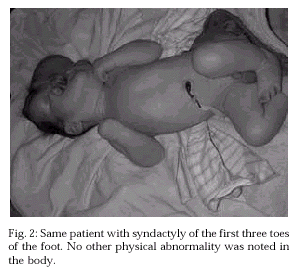 Fig. 2: Same patient with syndactyly of the first three toes
of the foot. No other physical abnormality was noted in
the body.